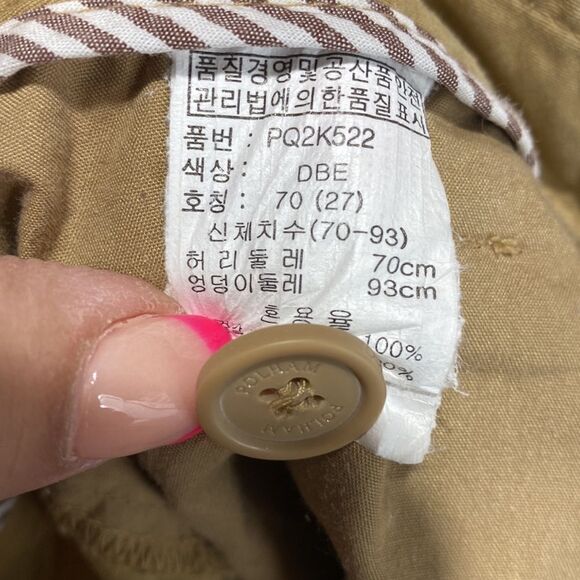 품질경영및공산품안전
관리법에의한품질표시
품번 : PQ2K522
색상 : DBE
호칭 : 70 (27)
신체치수(70-93)
허리둘레 70cm
엉덩이둘레 93cm
혼용율
100%
POLHAM
POLHAM